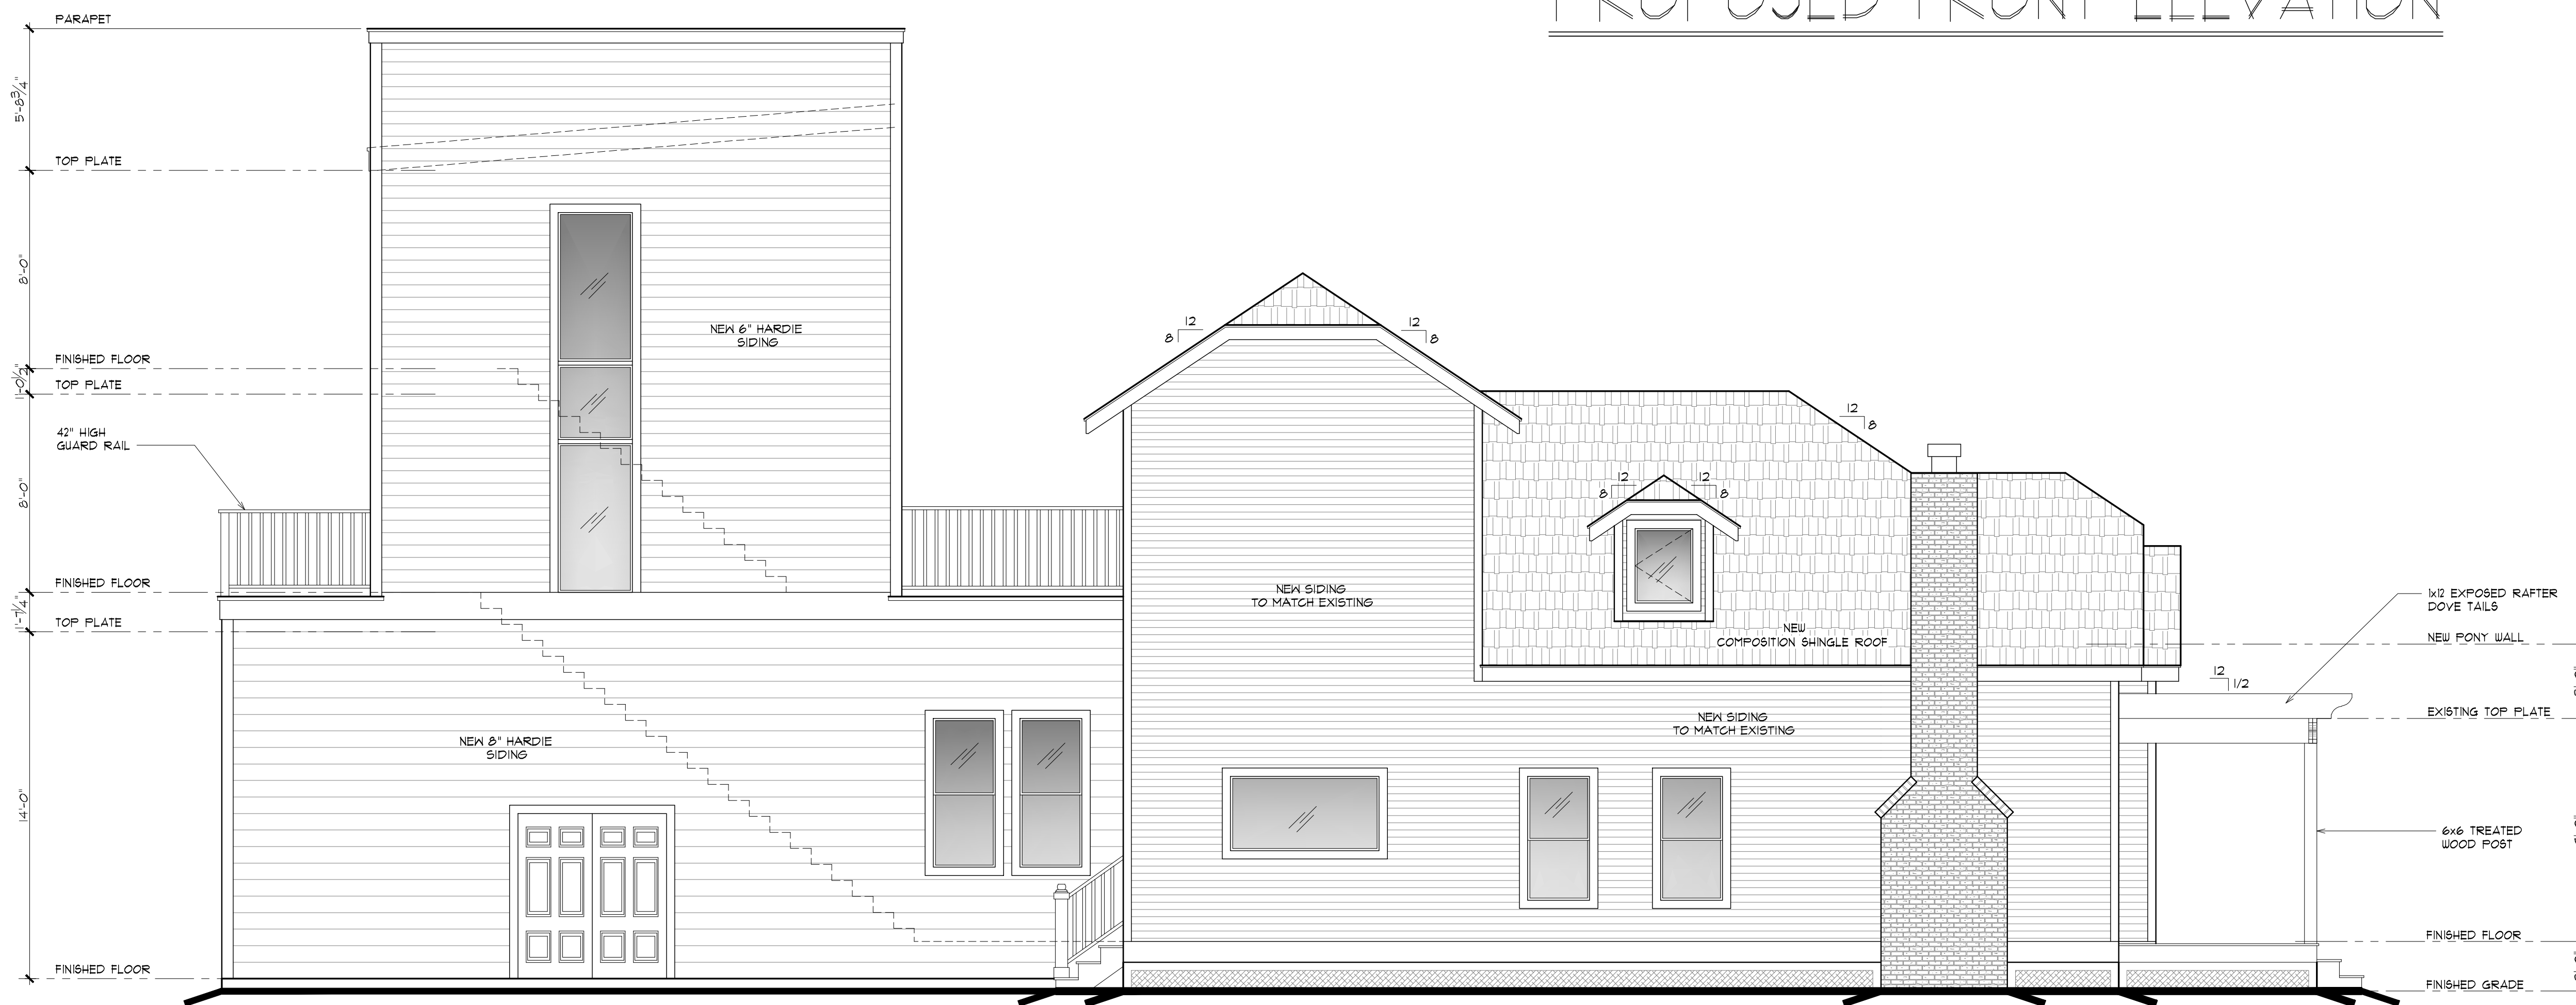 PROPOSED FRONT ELEVATION
PARAPET
5'-8 3/4"
TOP PLATE
8'-0"
FINISHED FLOOR
1'-0 1/2"
TOP PLATE
42" HIGH
GUARD RAIL
8'-0"
FINISHED FLOOR
1'-7 1/4"
TOP PLATE
14'-0"
FINISHED FLOOR
NEW 6" HARDIE
SIDING
NEW 8" HARDIE
SIDING
12
8
12
8
12
8
12
8
12
8
NEW SIDING
TO MATCH EXISTING
NEW
COMPOSITION SHINGLE ROOF
NEW SIDING
TO MATCH EXISTING
1x12 EXPOSED RAFTER
DOVE TAILS
NEW PONY WALL
12
1/2
EXISTING TOP PLATE
6x6 TREATED
WOOD POST
FINISHED FLOOR
FINISHED GRADE